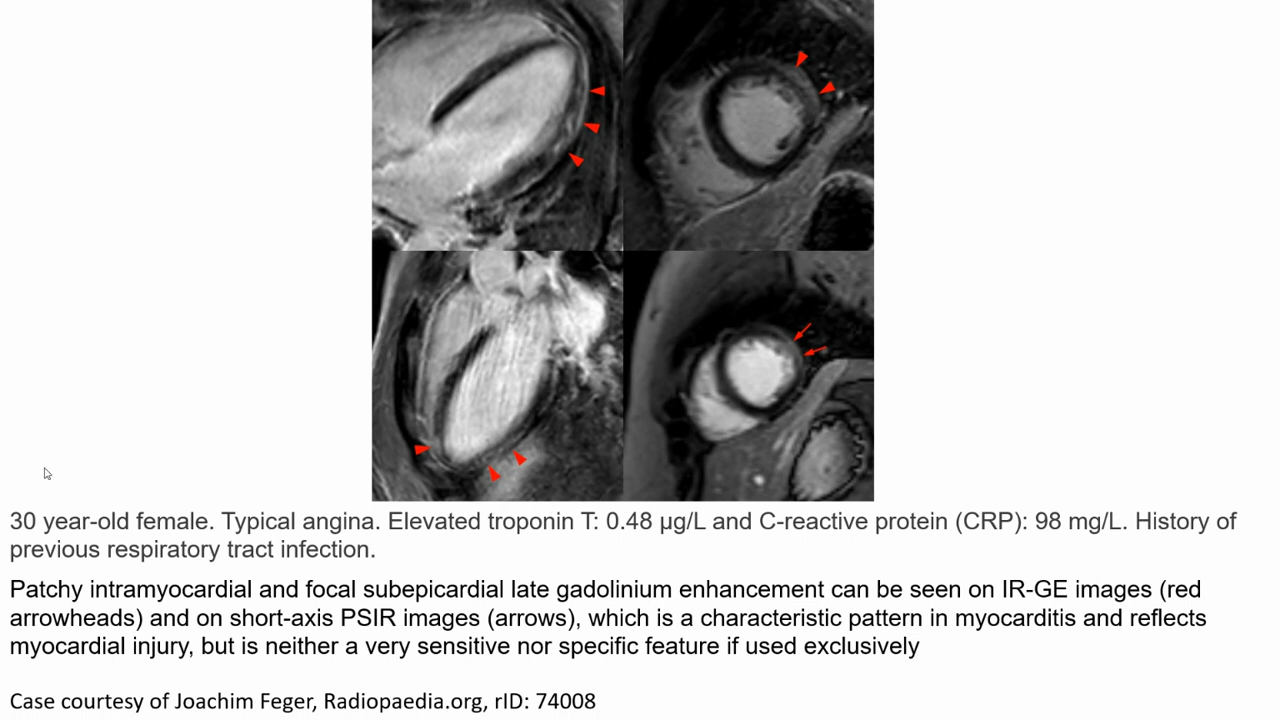 30 year-old female. Typical angina. Elevated troponin T: 0.48 µg/L and C-reactive protein (CRP): 98 mg/L. History of
previous respiratory tract infection.
Patchy intramyocardial and focal subepicardial late gadolinium enhancement can be seen on IR-GE images (red
arrowheads) and on short-axis PSIR images (arrows), which is a characteristic pattern in myocarditis and reflects
myocardial injury, but is neither a very sensitive nor specific feature if used exclusively
Case courtesy of Joachim Feger, Radiopaedia.org, rID: 74008